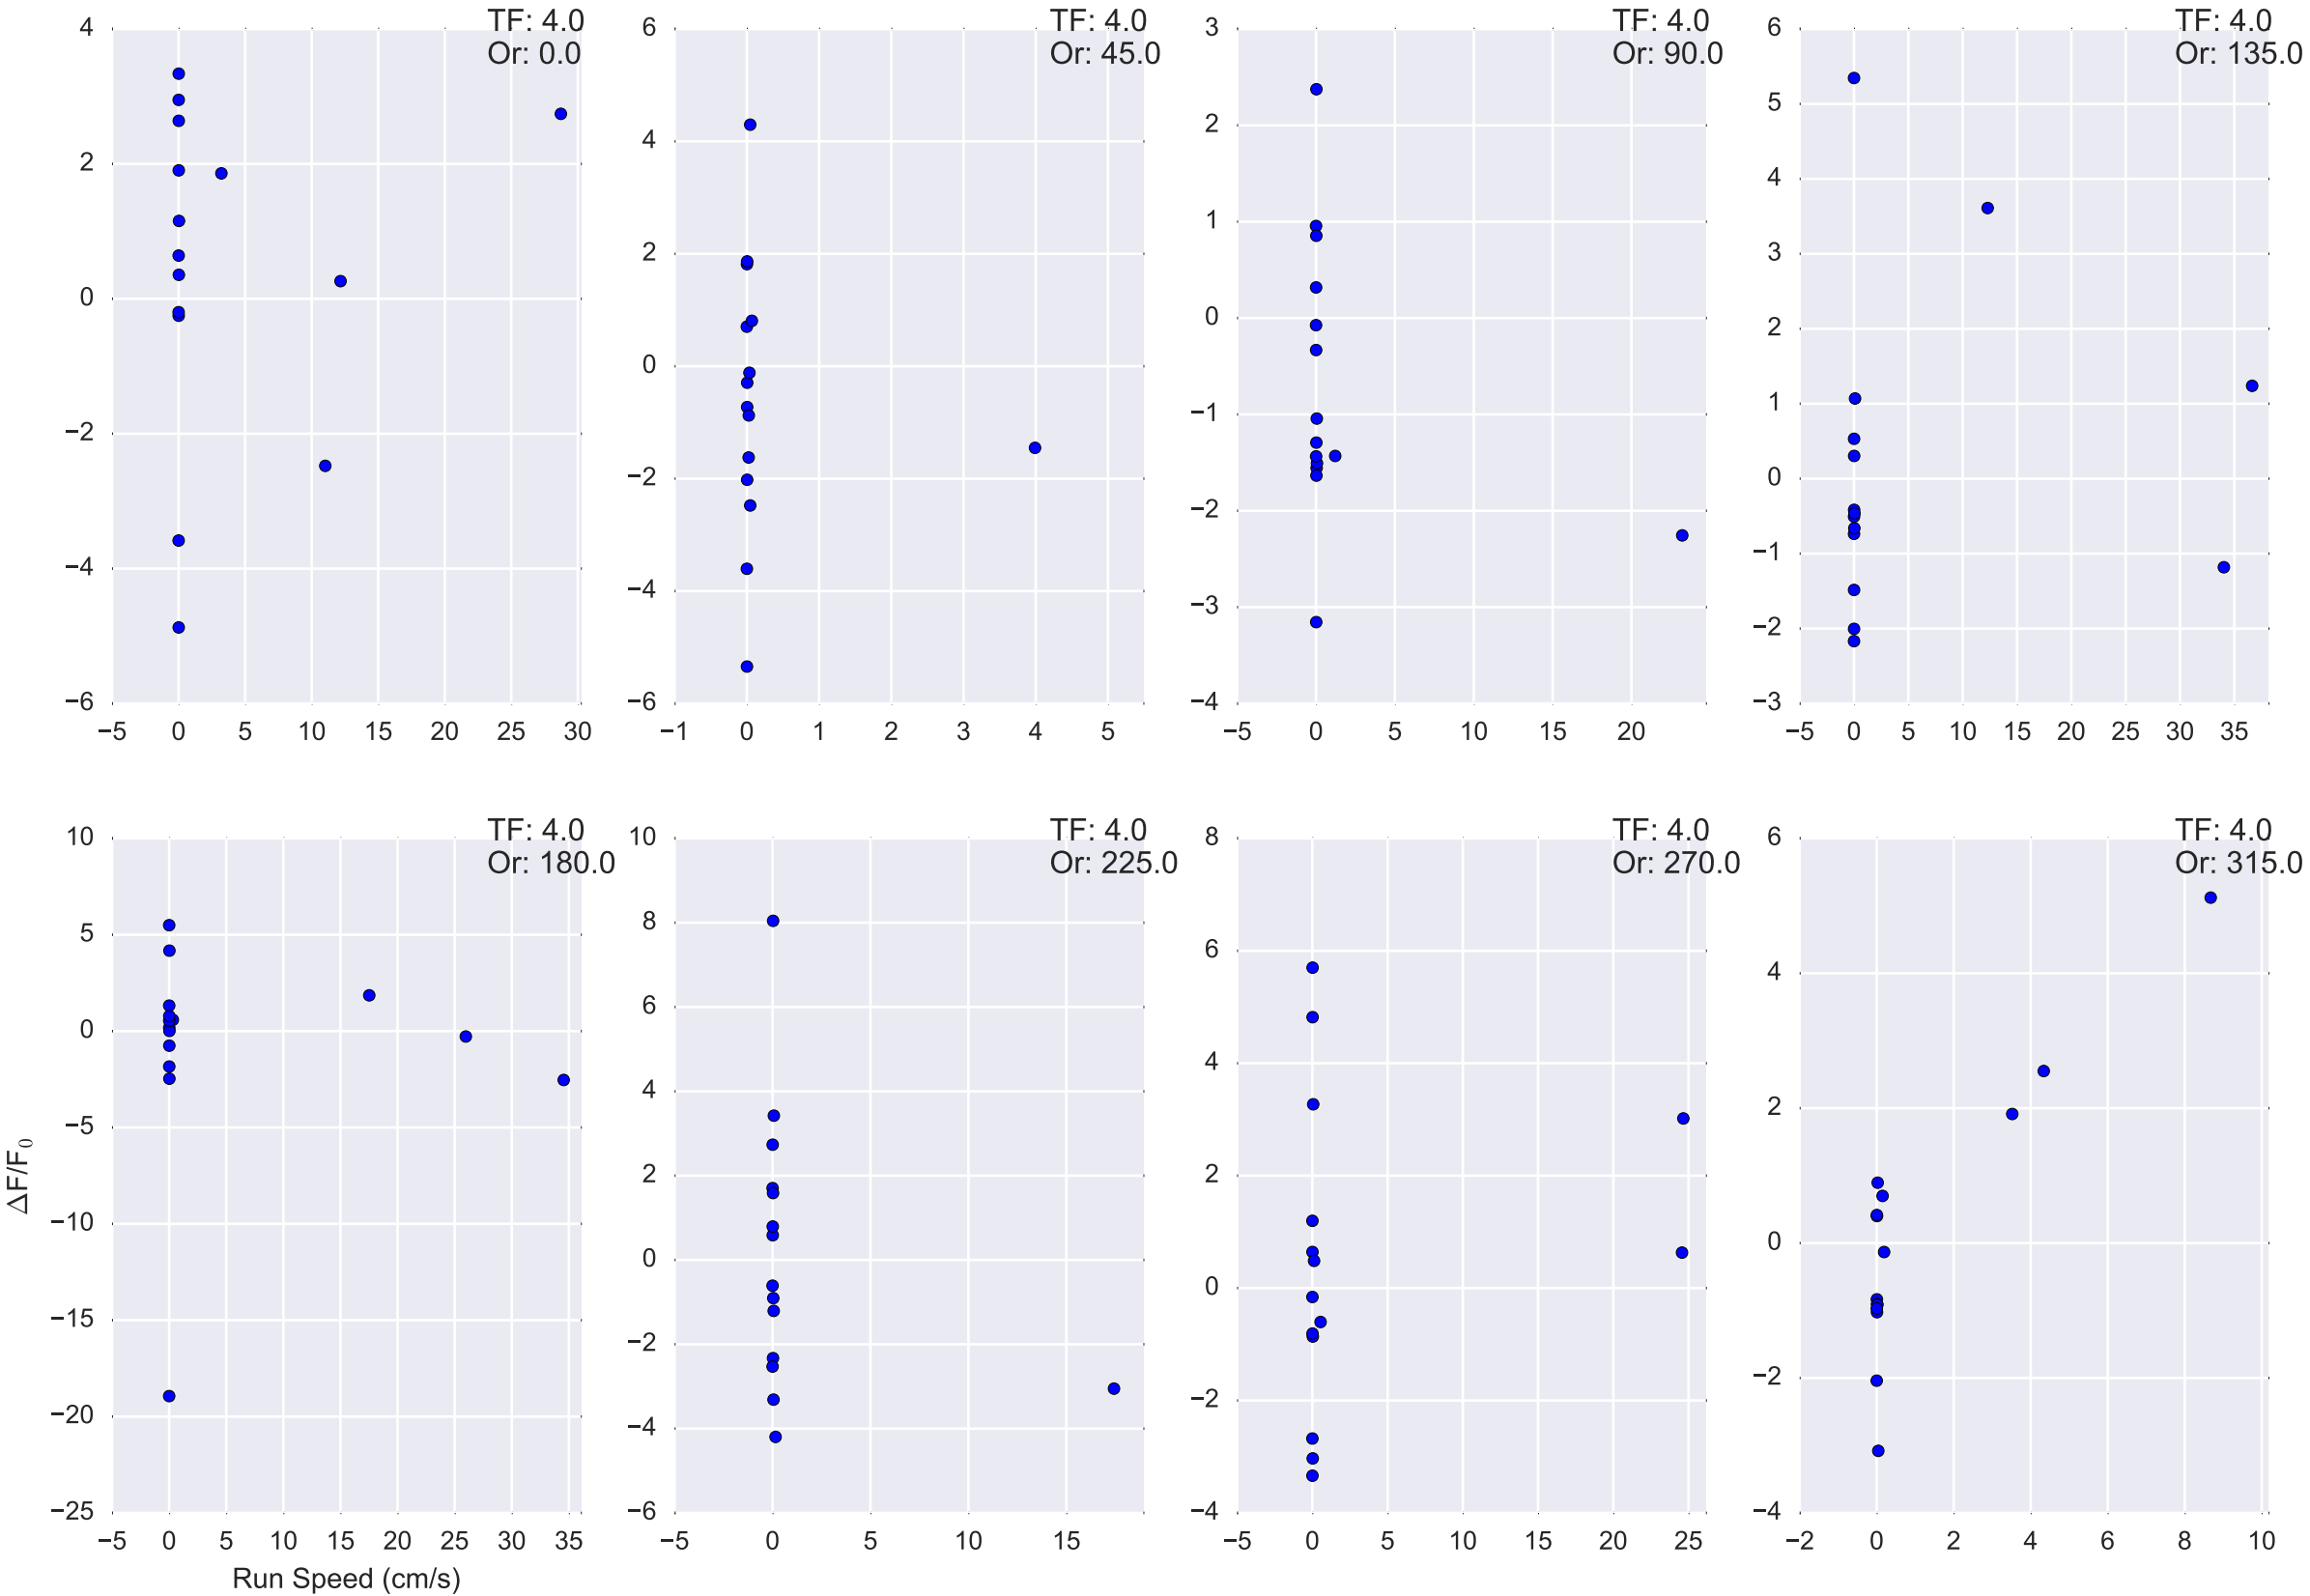 TF: 4.0
Or: 0.0
4
2
0
−2
−4
−6
−5 0 5 10 15 20 25 30
TF: 4.0
Or: 45.0
6
4
2
0
−2
−4
−6
−1 0 1 2 3 4 5
TF: 4.0
Or: 90.0
3
2
1
0
−1
−2
−3
−4
−5 0 5 10 15 20
TF: 4.0
Or: 135.0
6
5
4
3
2
1
0
−1
−2
−3
−5 0 5 10 15 20 25 30 35
TF: 4.0
Or: 180.0
10
5
0
−5
−10
−15
−20
−25
−5 0 5 10 15 20 25 30 35
ΔF/F₀
Run Speed (cm/s)
TF: 4.0
Or: 225.0
10
8
6
4
2
0
−2
−4
−6
−5 0 5 10 15
TF: 4.0
Or: 270.0
8
6
4
2
0
−2
−4
−5 0 5 10 15 20 25
TF: 4.0
Or: 315.0
6
4
2
0
−2
−4
−2 0 2 4 6 8 10